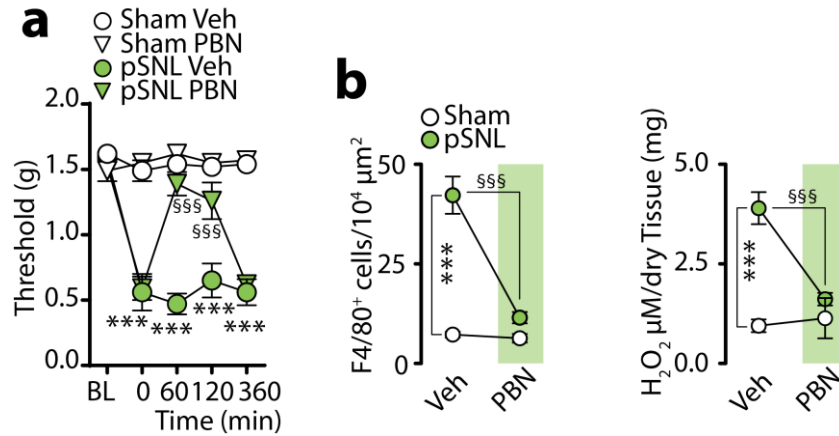 a
Sham Veh
Sham PBN
pSNL Veh
pSNL PBN
2.0
1.5
1.0
0.5
0.0
Threshold (g)
§§§
§§§
***
***
***
***
BL 0 60 120 360
Time (min)
b
Sham
pSNL
F4/80⁺ cells/10⁴ µm²
50
25
0
***
§§§
Veh
PBN
H₂O₂ µM/dry Tissue (mg)
5.0
2.5
0.0
***
§§§
Veh
PBN